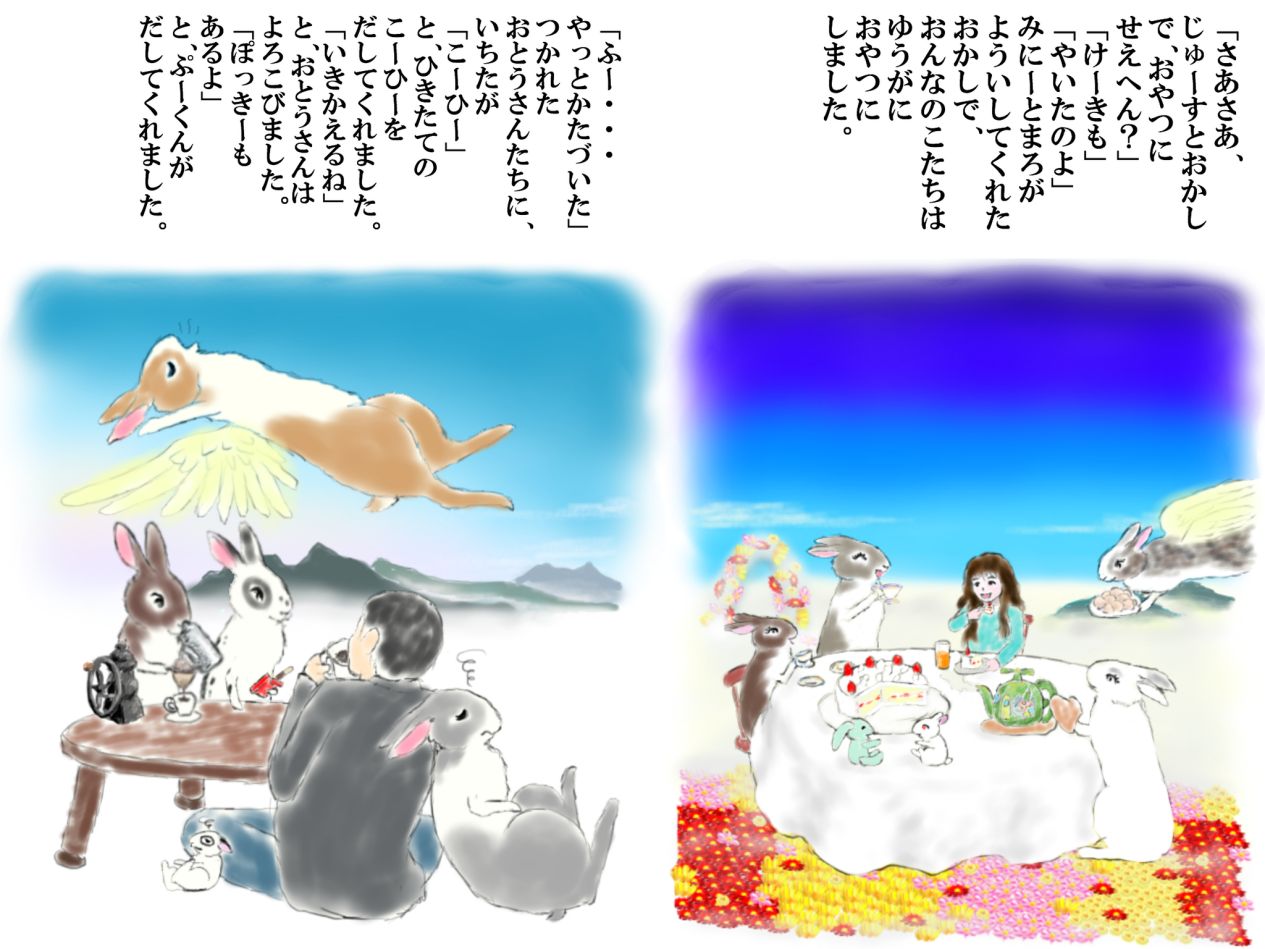 「さあさあ、
じゅーすとおかし
で、おやつに
せえへん？」
「けーきも」
「やいたのよ」
みにーとまろが
よういしてくれた
おかしで、
おんなのこたちは
ゆうがに
おやつに
しました。
「ふー・・・
やっとかたづいた」
つかれた
おとうさんたちに、
いちたが
「こーひー」
と、ひきたての
こーひーを
だしてくれました。
「いきかえるね」
と、おとうさんは
よろこびました。
「ぽっきーも
あるよ」
と、ぷーくんが
だしてくれました。